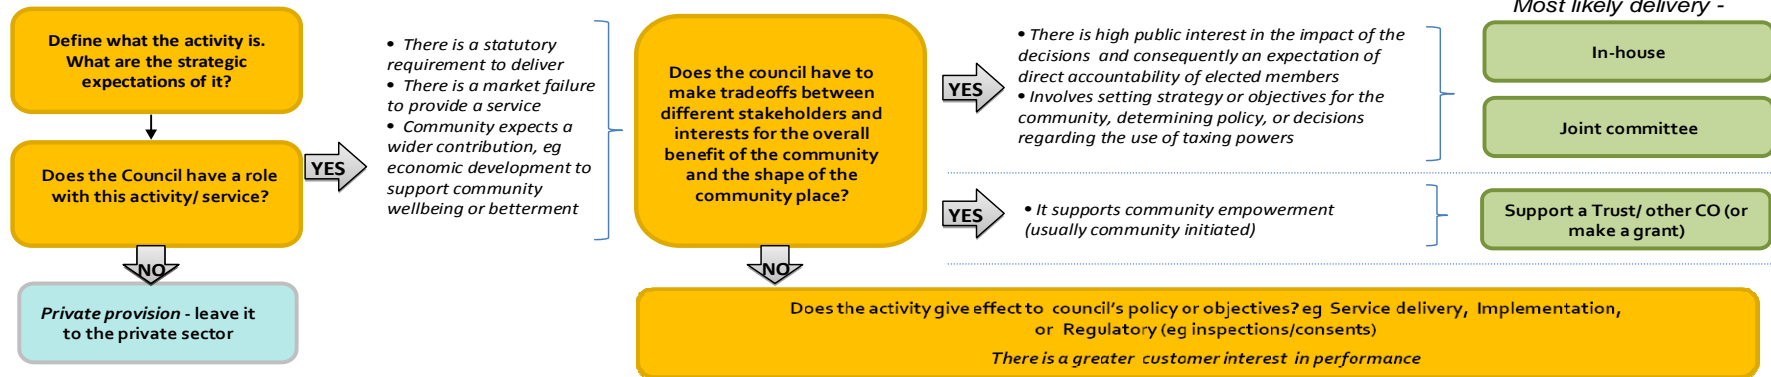 Most likely delivery -
Define what the activity is.
What are the strategic
expectations of it?
Does the Council have a role
with this activity/ service?
NO
Private provision - leave it
to the private sector
YES
• There is a statutory
requirement to deliver
• There is a market failure
to provide a service
• Community expects a
wider contribution, eg
economic development to
support community
wellbeing or betterment
Does the council have to
make tradeoffs between
different stakeholders and
interests for the overall
benefit of the community
and the shape of the
community place?
YES
• There is high public interest in the impact of the
decisions and consequently an expectation of
direct accountability of elected members
• Involves setting strategy or objectives for the
community, determining policy, or decisions
regarding the use of taxing powers
In-house
Joint committee
YES
• It supports community empowerment
(usually community initiated)
Support a Trust/ other CO (or
make a grant)
NO
Does the activity give effect to council's policy or objectives? eg Service delivery, Implementation,
or Regulatory (eg inspections/consents)
There is a greater customer interest in performance